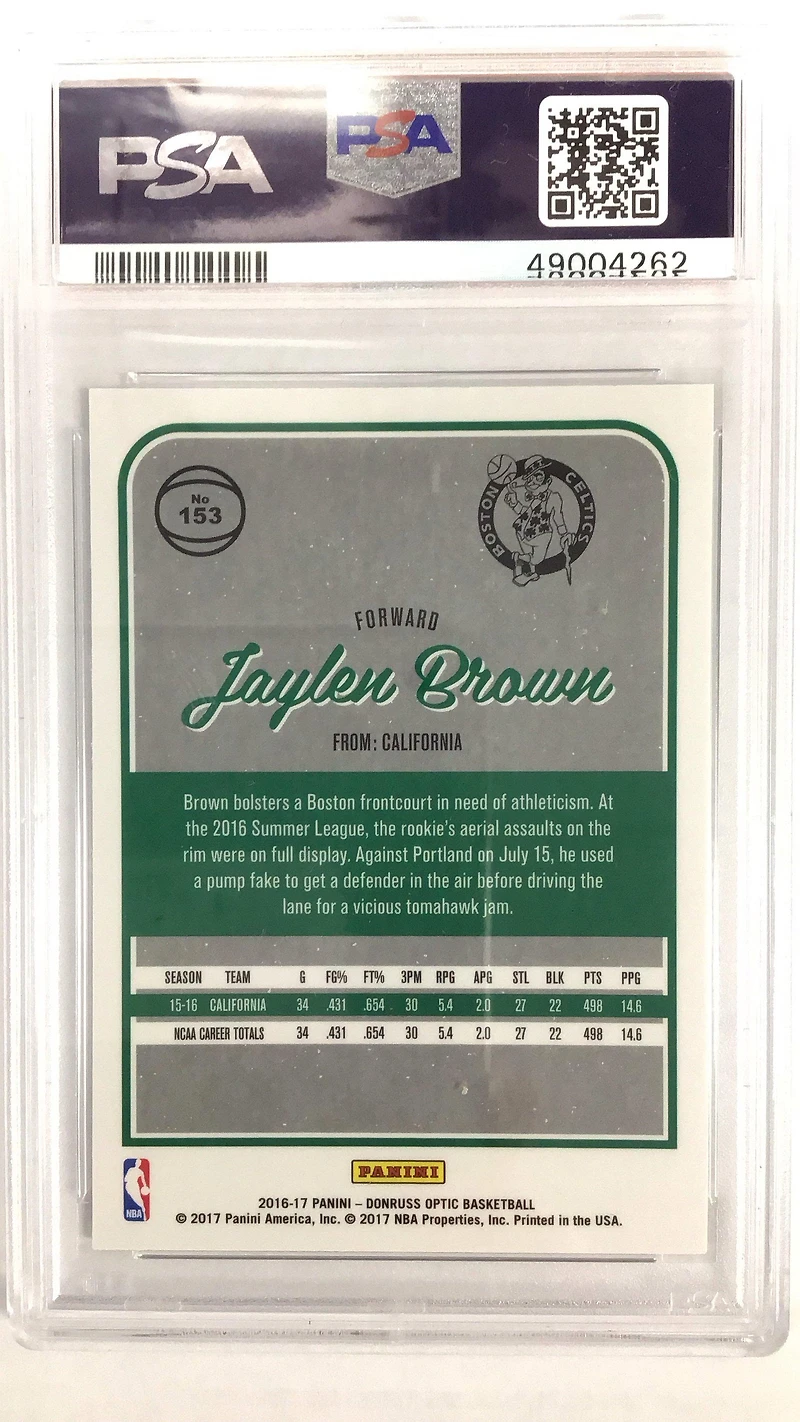 PSA
PSA
49004262
No
153
BOSTON CELTICS
FORWARD
Jaylen Brown
FROM: CALIFORNIA
Brown bolsters a Boston frontcourt in need of athleticism. At
the 2016 Summer League, the rookie's aerial assaults on the
rim were on full display. Against Portland on July 15, he used
a pump fake to get a defender in the air before driving the
lane for a vicious tomahawk jam.
SEASON TEAM G FG% FT% 3PM RPG APG STL BLK PTS PPG
15-16 CALIFORNIA 34 .431 .654 30 5.4 2.0 27 22 498 14.6
NCAA CAREER TOTALS 34 .431 .654 30 5.4 2.0 27 22 498 14.6
PANINI
NBA
2016-17 PANINI – DONRUSS OPTIC BASKETBALL
© 2017 Panini America, Inc. © 2017 NBA Properties, Inc. Printed in the USA.